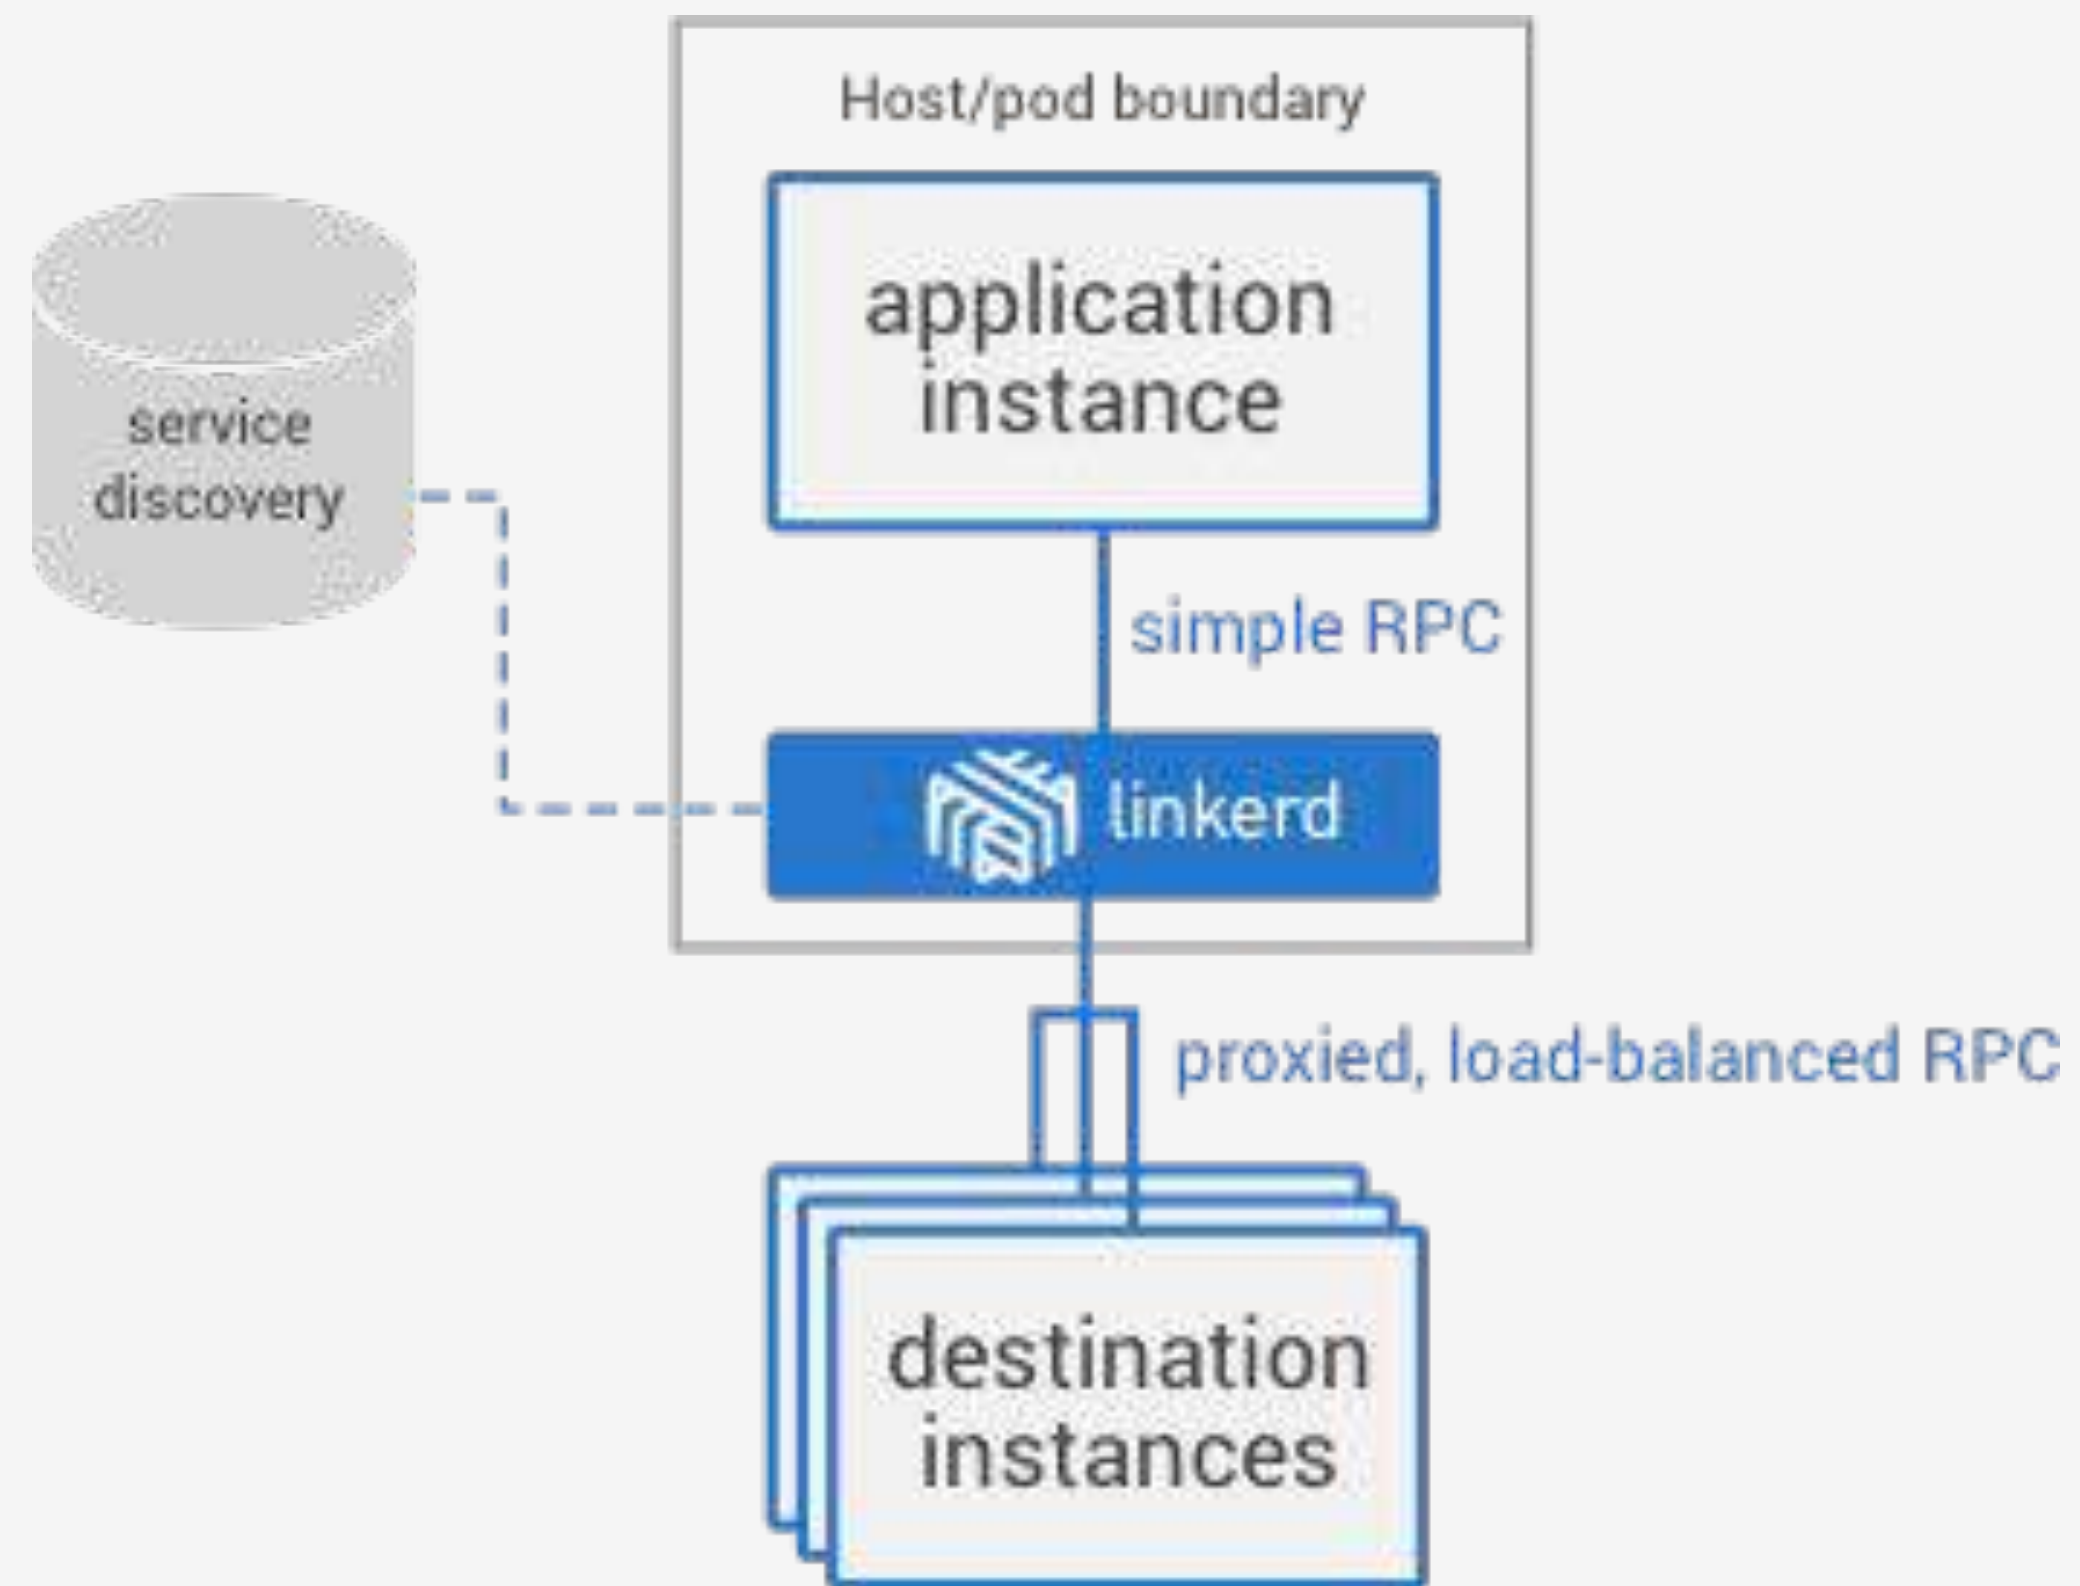 Host/pod boundary
application
instance
service
discovery
simple RPC
linkerd
proxied, load-balanced RPC
destination
instances